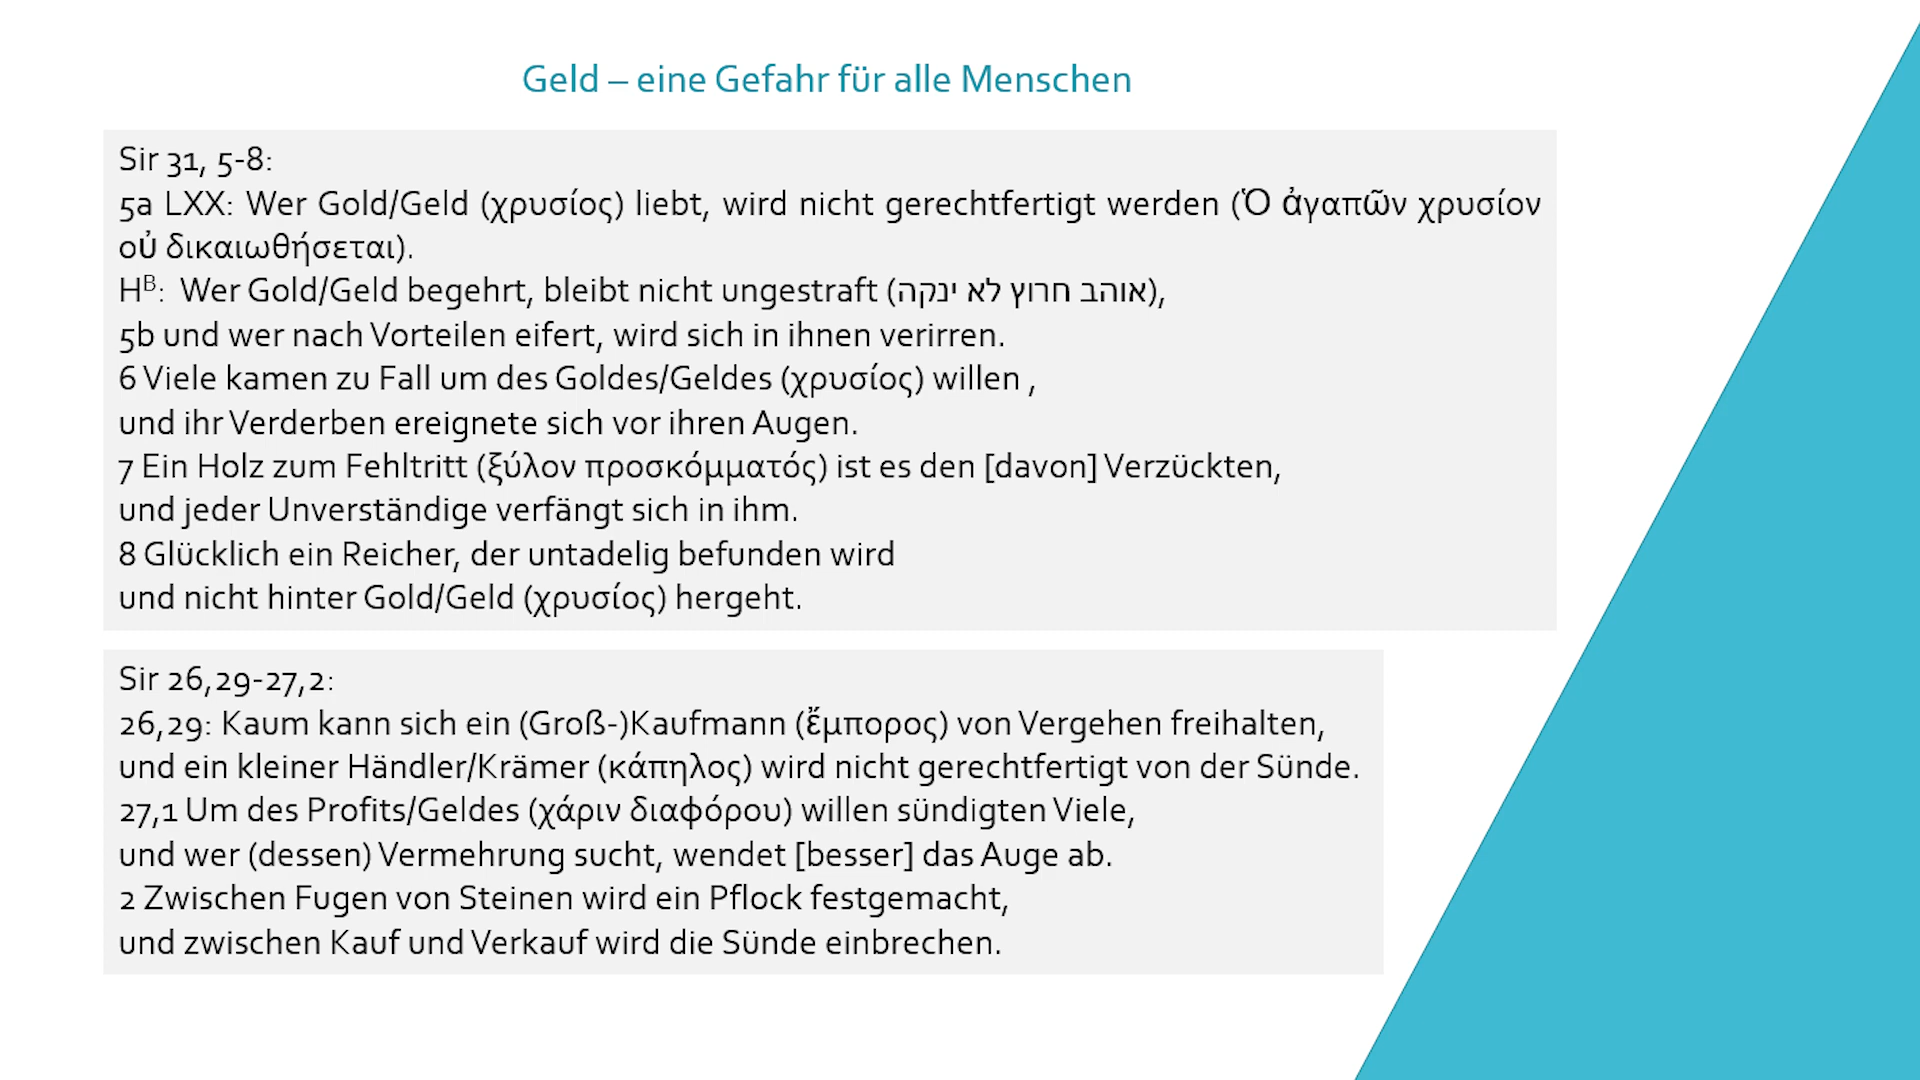 Geld – eine Gefahr für alle Menschen
Sir 31, 5-8:
5a LXX: Wer Gold/Geld (χρυσίος) liebt, wird nicht gerechtfertigt werden (Ὁ ἀγαπῶν χρυσίον
οὐ δικαιωθήσεται).
Hᴮ: Wer Gold/Geld begehrt, bleibt nicht ungestraft (אוהב חרוץ לא ינקה),
5b und wer nach Vorteilen eifert, wird sich in ihnen verirren.
6 Viele kamen zu Fall um des Goldes/Geldes (χρυσίος) willen ,
und ihr Verderben ereignete sich vor ihren Augen.
7 Ein Holz zum Fehltritt (ξύλον προσκόμματός) ist es den [davon] Verzückten,
und jeder Unverständige verfängt sich in ihm.
8 Glücklich ein Reicher, der untadelig befunden wird
und nicht hinter Gold/Geld (χρυσίος) hergeht.
Sir 26,29-27,2:
26,29: Kaum kann sich ein (Groß-)Kaufmann (ἔμπορος) von Vergehen freihalten,
und ein kleiner Händler/Krämer (κάπηλος) wird nicht gerechtfertigt von der Sünde.
27,1 Um des Profits/Geldes (χάριν διαφόρου) willen sündigten Viele,
und wer (dessen) Vermehrung sucht, wendet [besser] das Auge ab.
2 Zwischen Fugen von Steinen wird ein Pflock festgemacht,
und zwischen Kauf und Verkauf wird die Sünde einbrechen.